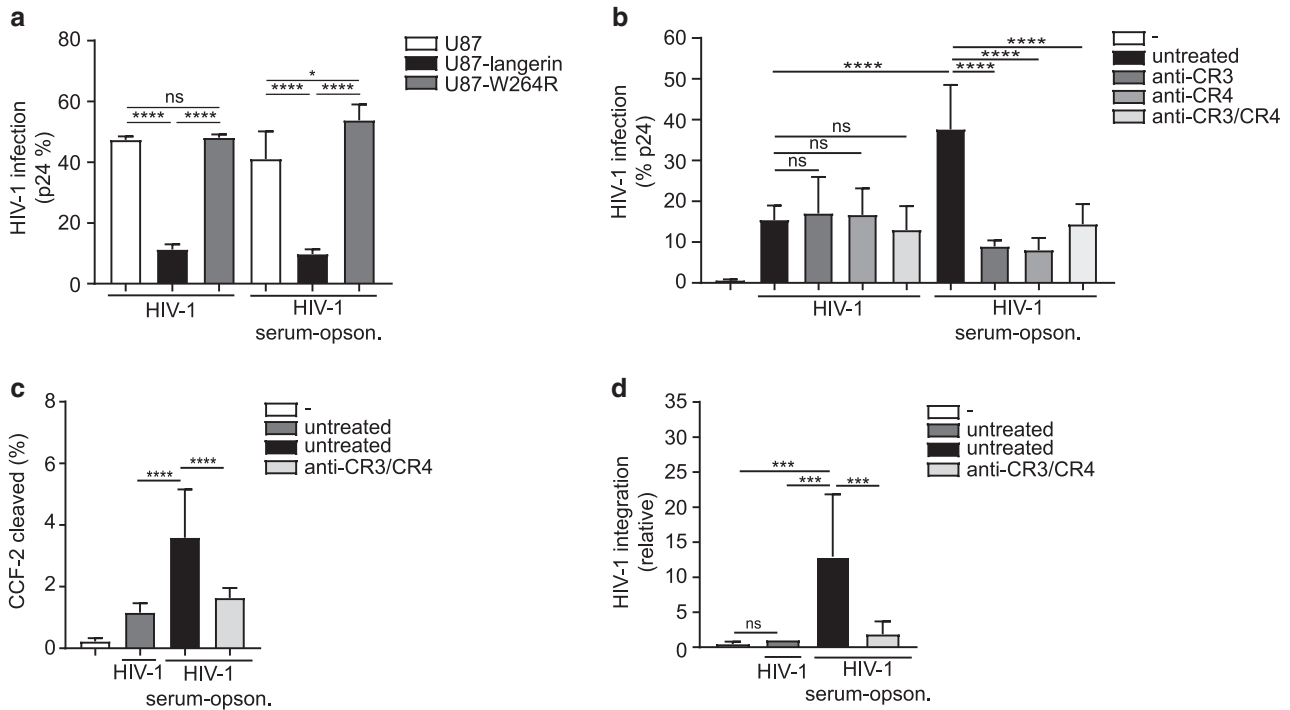 a
HIV-1 infection
(p24 %)
80
60
40
20
0
ns
****
****
*
****
****
U87
U87-langerin
U87-W264R
HIV-1
HIV-1
serum-opson.
b
HIV-1 infection
(% p24)
60
50
40
30
20
10
0
****
****
****
****
ns
ns
ns
-
untreated
anti-CR3
anti-CR4
anti-CR3/CR4
HIV-1
HIV-1
serum-opson.
c
CCF-2 cleaved (%)
8
6
4
2
0
****
****
-
untreated
untreated
anti-CR3/CR4
HIV-1
HIV-1
serum-opson.
d
HIV-1 integration
(relative)
35
30
25
20
15
10
5
0
***
***
***
ns
-
untreated
untreated
anti-CR3/CR4
HIV-1
HIV-1
serum-opson.